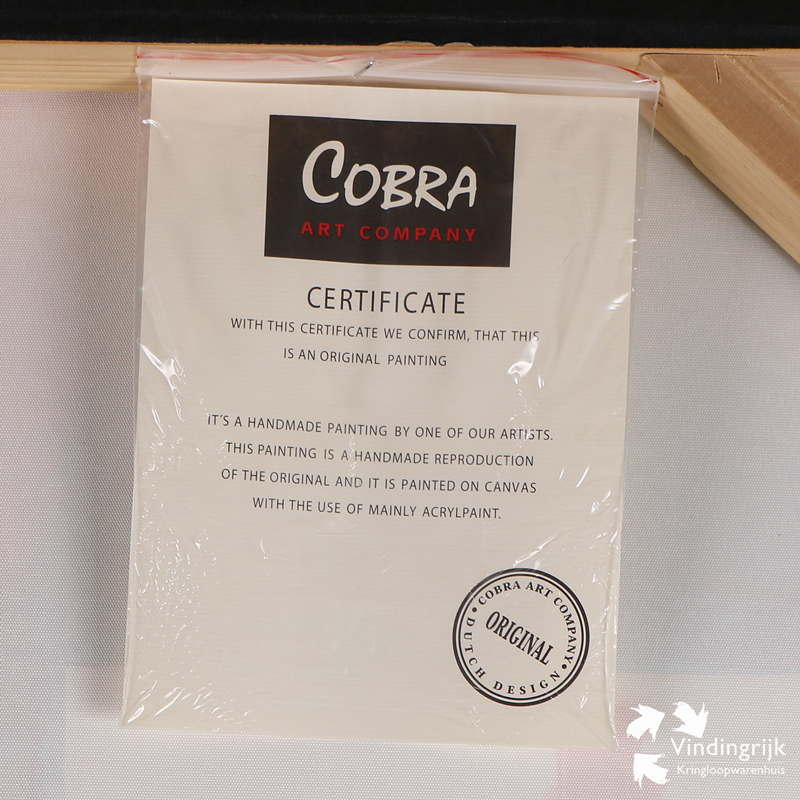 COBRA
ART COMPANY
CERTIFICATE
WITH THIS CERTIFICATE WE CONFIRM, THAT THIS
IS AN ORIGINAL PAINTING
IT'S A HANDMADE PAINTING BY ONE OF OUR ARTISTS.
THIS PAINTING IS A HANDMADE REPRODUCTION
OF THE ORIGINAL AND IT IS PAINTED ON CANVAS
WITH THE USE OF MAINLY ACRYLPAINT.
• COBRA ART COMPANY •
ORIGINAL
DUTCH DESIGN
Vindingrijk
Kringloopwarenhuis